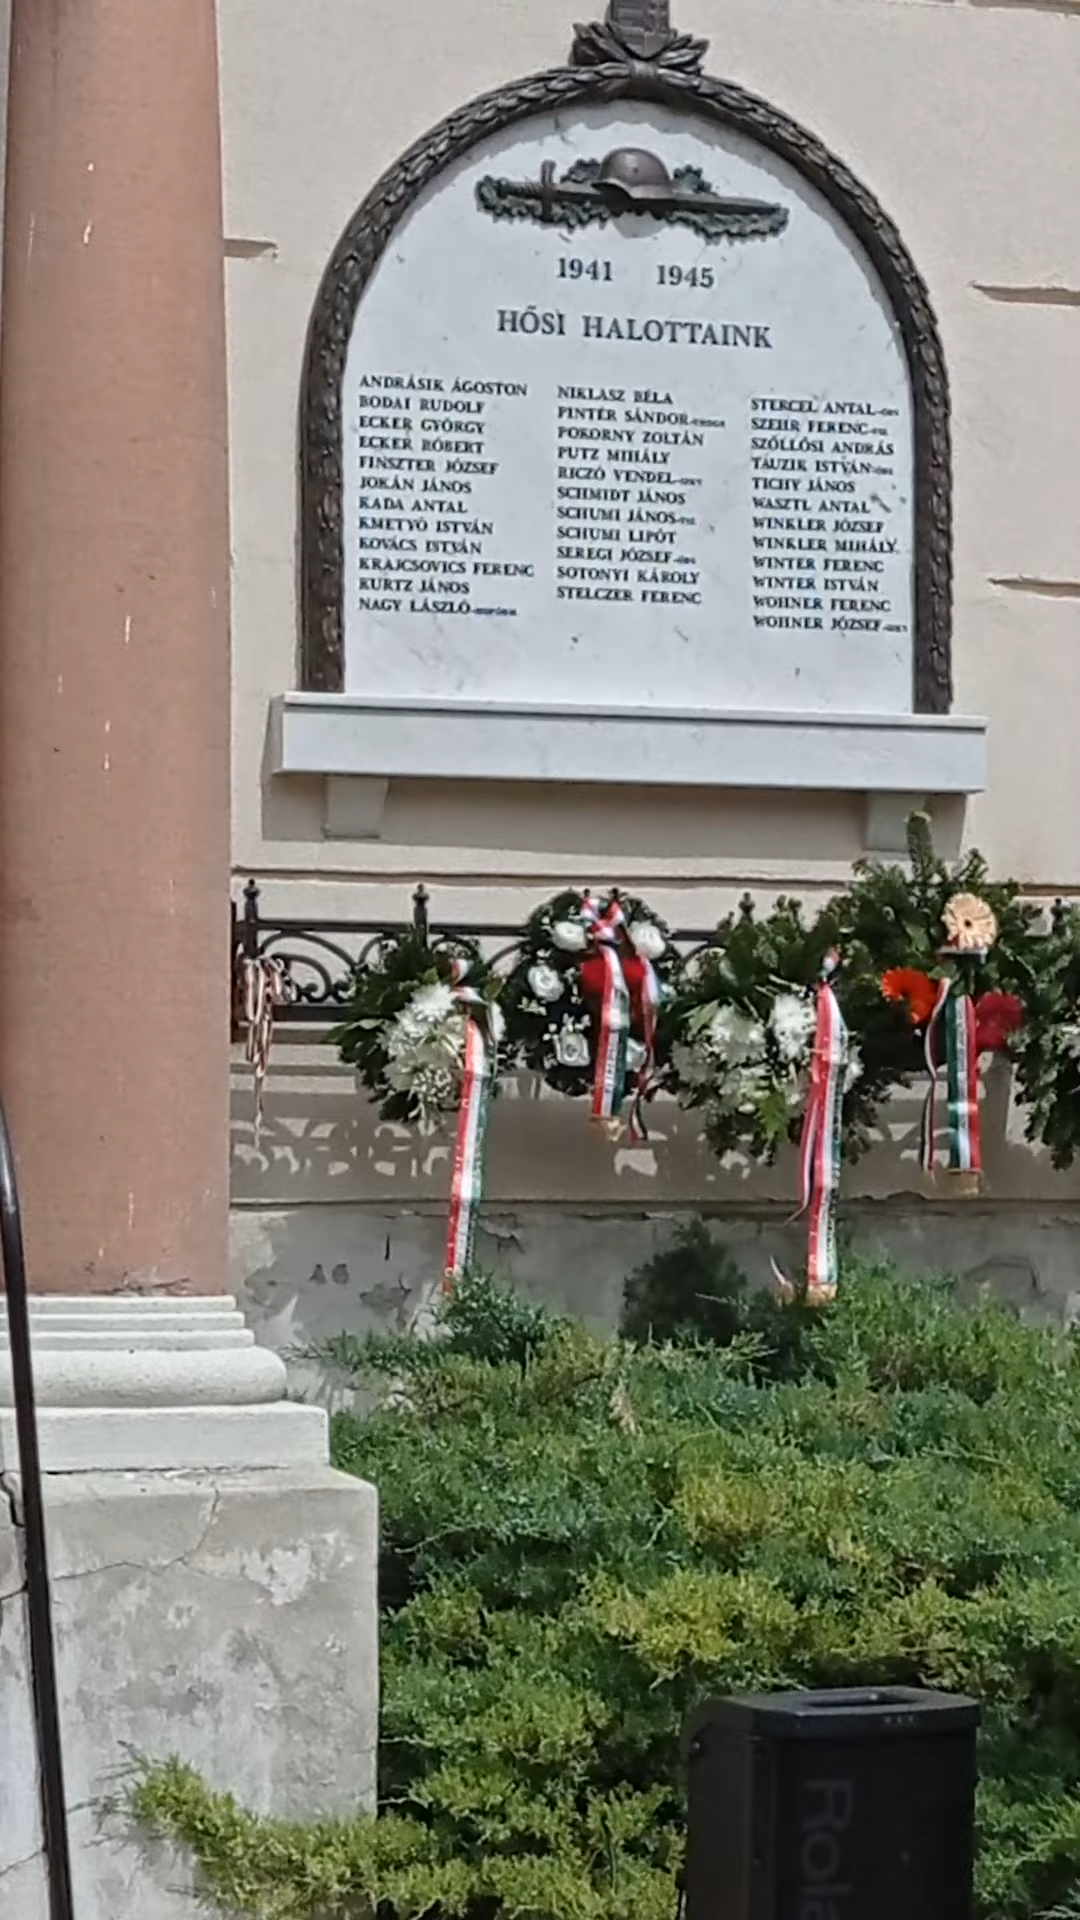 1941 1945
HŐSI HALOTTAINK
ANDRÁSIK ÁGOSTON
BODAI RUDOLF
ECKER GYÖRGY
ECKER RÓBERT
FINSZTER JÓZSEF
JOKÁN JÁNOS
KADA ANTAL
KMETYÓ ISTVÁN
KOVÁCS ISTVÁN
KRAJCSOVICS FERENC
KURTZ JÁNOS
NAGY LÁSZLÓ
NIKLASZ BÉLA
PINTÉR SÁNDOR
POKORNY ZOLTÁN
PUTZ MIHÁLY
RICZÓ VENDEL
SCHMIDT JÁNOS
SCHUMI JÁNOS
SCHUMI LIPÓT
SEREGI JÓZSEF
SOTONYI KÁROLY
STELCZER FERENC
STERCEL ANTAL
SZEHR FERENC
SZÖLLŐSI ANDRÁS
TAUZIK ISTVÁN
TICHY JÁNOS
WASZTL ANTAL
WINKLER JÓZSEF
WINKLER MIHÁLY
WINTER FERENC
WINTER ISTVÁN
WOHNER FERENC
WOHNER JÓZSEF
Rola